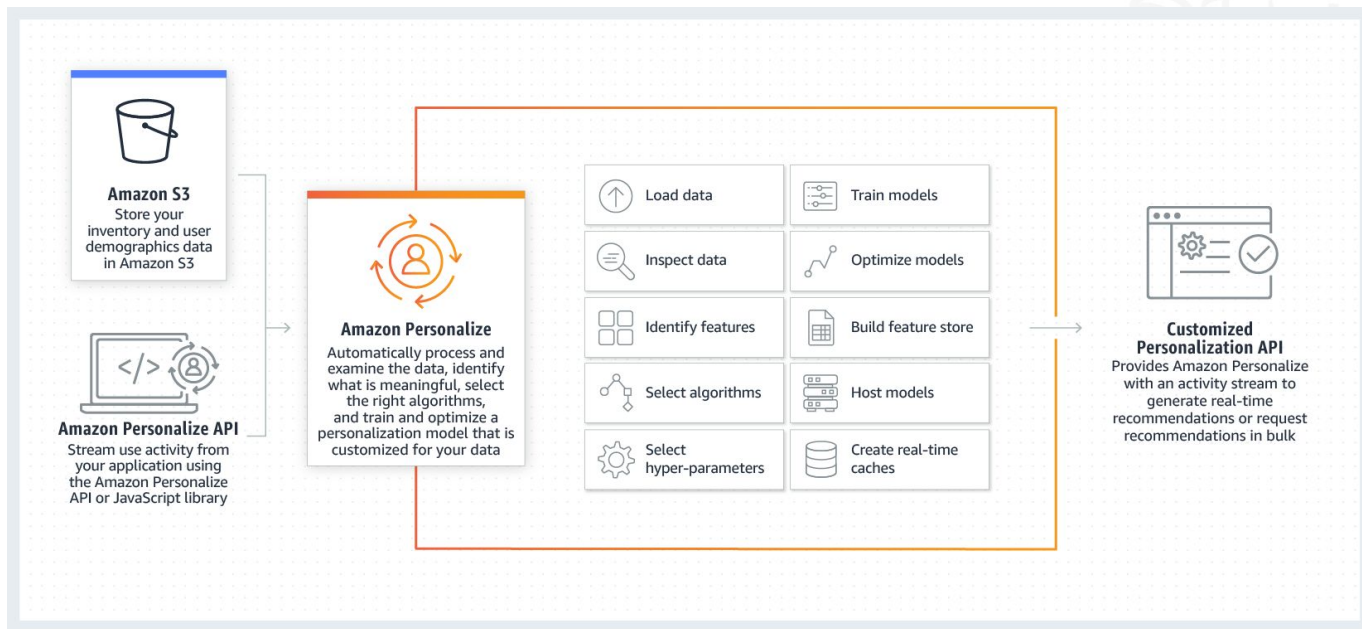 Amazon S3
Store your
inventory and user
demographics data
in Amazon S3
</>
Amazon Personalize API
Stream use activity from
your application using
the Amazon Personalize
API or JavaScript library
Amazon Personalize
Automatically process and
examine the data, identify
what is meaningful, select
the right algorithms,
and train and optimize a
personalization model that is
customized for your data
Load data
Train models
Inspect data
Optimize models
Identify features
Build feature store
Select algorithms
Host models
Select
hyper-parameters
Create real-time
caches
Customized
Personalization API
Provides Amazon Personalize
with an activity stream to
generate real-time
recommendations or request
recommendations in bulk